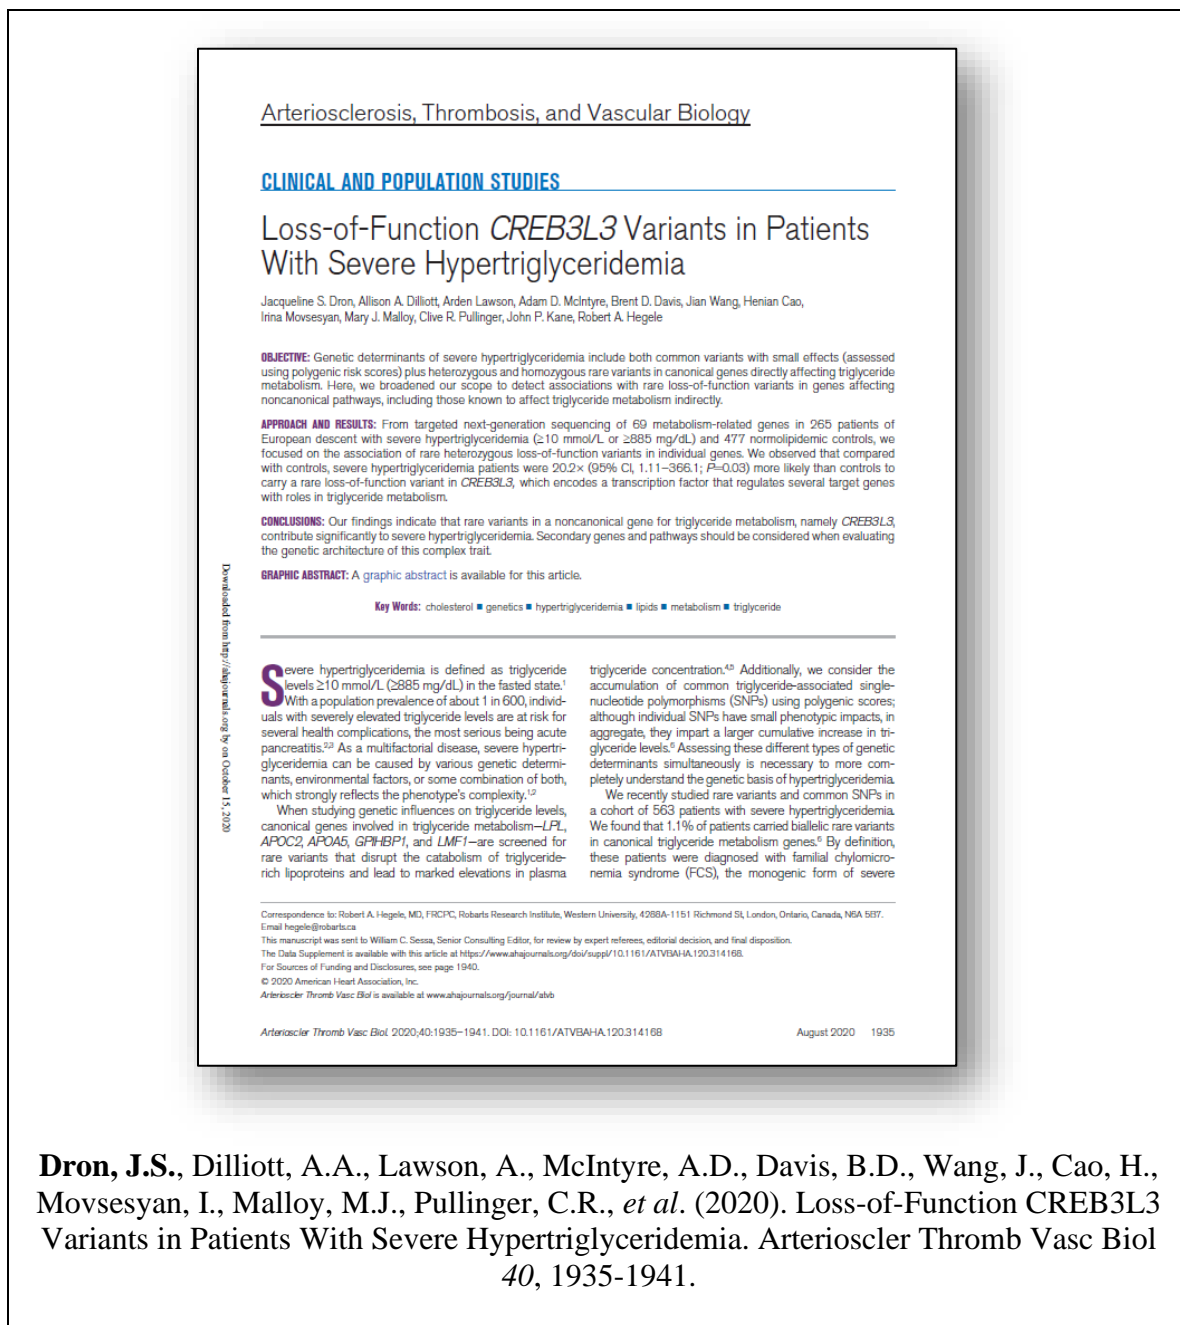 Arteriosclerosis, Thrombosis, and Vascular Biology
CLINICAL AND POPULATION STUDIES
Loss-of-Function CREB3L3 Variants in Patients
With Severe Hypertriglyceridemia
Jacqueline S. Dron, Allison A. Dilliott, Arden Lawson, Adam D. McIntyre, Brent D. Davis, Jian Wang, Henian Cao,
Irina Movsesyan, Mary J. Malloy, Clive R. Pullinger, John P. Kane, Robert A. Hegele
OBJECTIVE: Genetic determinants of severe hypertriglyceridemia include both common variants with small effects (assessed
using polygenic risk scores) plus heterozygous and homozygous rare variants in canonical genes directly affecting triglyceride
metabolism. Here, we broadened our scope to detect associations with rare loss-of-function variants in genes affecting
noncanonical pathways, including those known to affect triglyceride metabolism indirectly.
APPROACH AND RESULTS: From targeted next-generation sequencing of 69 metabolism-related genes in 265 patients of
European descent with severe hypertriglyceridemia (≥10 mmol/L or ≥885 mg/dL) and 477 normolipidemic controls, we
focused on the association of rare heterozygous loss-of-function variants in individual genes. We observed that compared
with controls, severe hypertriglyceridemia patients were 20.2× (95% CI, 1.11–366.1; P=0.03) more likely than controls to
carry a rare loss-of-function variant in CREB3L3, which encodes a transcription factor that regulates several target genes
with roles in triglyceride metabolism.
CONCLUSIONS: Our findings indicate that rare variants in a noncanonical gene for triglyceride metabolism, namely CREB3L3,
contribute significantly to severe hypertriglyceridemia. Secondary genes and pathways should be considered when evaluating
the genetic architecture of this complex trait.
GRAPHIC ABSTRACT: A graphic abstract is available for this article.
Key Words: cholesterol ■ genetics ■ hypertriglyceridemia ■ lipids ■ metabolism ■ triglyceride
Severe hypertriglyceridemia is defined as triglyceride
levels ≥10 mmol/L (≥885 mg/dL) in the fasted state.1
With a population prevalence of about 1 in 600, individ-
uals with severely elevated triglyceride levels are at risk for
several health complications, the most serious being acute
pancreatitis.2,3 As a multifactorial disease, severe hypertri-
glyceridemia can be caused by various genetic determi-
nants, environmental factors, or some combination of both,
which strongly reflects the phenotype's complexity.1,2
When studying genetic influences on triglyceride levels,
canonical genes involved in triglyceride metabolism—LPL,
APOC2, APOA5, GPIHBP1, and LMF1—are screened for
rare variants that disrupt the catabolism of triglyceride-
rich lipoproteins and lead to marked elevations in plasma
triglyceride concentration.4,5 Additionally, we consider the
accumulation of common triglyceride-associated single-
nucleotide polymorphisms (SNPs) using polygenic scores;
although individual SNPs have small phenotypic impacts, in
aggregate, they impart a larger cumulative increase in tri-
glyceride levels.6 Assessing these different types of genetic
determinants simultaneously is necessary to more com-
pletely understand the genetic basis of hypertriglyceridemia.
We recently studied rare variants and common SNPs in
a cohort of 563 patients with severe hypertriglyceridemia.
We found that 1.1% of patients carried biallelic rare variants
in canonical triglyceride metabolism genes.6 By definition,
these patients were diagnosed with familial chylomicro-
nemia syndrome (FCS), the monogenic form of severe
Downloaded from http://ahajournals.org by on October 15, 2020
Correspondence to: Robert A. Hegele, MD, FRCPC, Robarts Research Institute, Western University, 4288A-1151 Richmond St, London, Ontario, Canada, N6A 5B7.
Email hegele@robarts.ca
This manuscript was sent to William C. Sessa, Senior Consulting Editor, for review by expert referees, editorial decision, and final disposition.
The Data Supplement is available with this article at https://www.ahajournals.org/doi/suppl/10.1161/ATVBAHA.120.314168.
For Sources of Funding and Disclosures, see page 1940.
© 2020 American Heart Association, Inc.
Arterioscler Thromb Vasc Biol is available at www.ahajournals.org/journal/atvb
Arterioscler Thromb Vasc Biol. 2020;40:1935–1941. DOI: 10.1161/ATVBAHA.120.314168 August 2020 1935
Dron, J.S., Dilliott, A.A., Lawson, A., McIntyre, A.D., Davis, B.D., Wang, J., Cao, H.,
Movsesyan, I., Malloy, M.J., Pullinger, C.R., et al. (2020). Loss-of-Function CREB3L3
Variants in Patients With Severe Hypertriglyceridemia. Arterioscler Thromb Vasc Biol
40, 1935-1941.